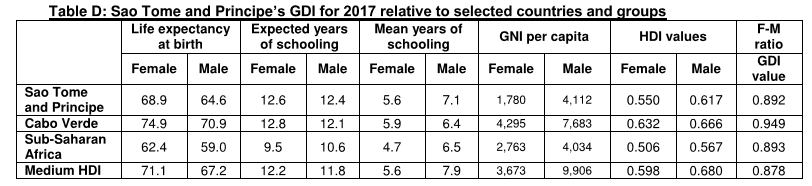 Table D: Sao Tome and Principe's GDI for 2017 relative to selected countries and groups
Life expectancy at birth Expected years of schooling Mean years of schooling GNI per capita HDI values F-M ratio
Female Male Female Male Female Male Female Male Female Male GDI value
Sao Tome and Principe 68.9 64.6 12.6 12.4 5.6 7.1 1,780 4,112 0.550 0.617 0.892
Cabo Verde 74.9 70.9 12.8 12.1 5.9 6.4 4,295 7,683 0.632 0.666 0.949
Sub-Saharan Africa 62.4 59.0 9.5 10.6 4.7 6.5 2,763 4,034 0.506 0.567 0.893
Medium HDI 71.1 67.2 12.2 11.8 5.6 7.9 3,673 9,906 0.598 0.680 0.878